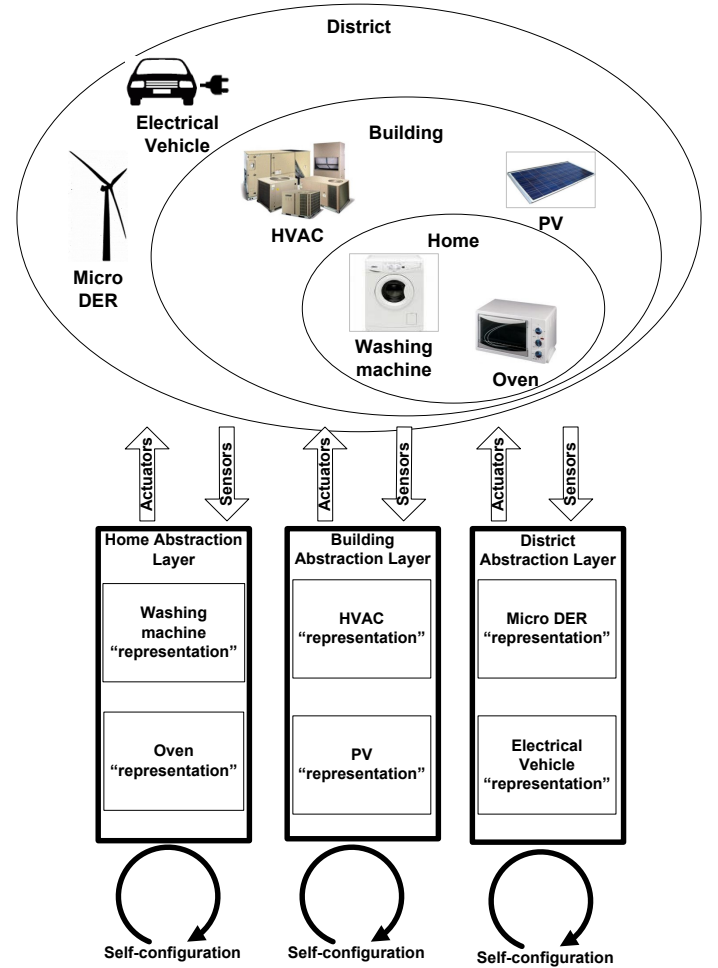 District
Electrical
Vehicle
Building
HVAC
PV
Home
Micro
DER
Washing
machine
Oven
Actuators
Sensors
Actuators
Sensors
Actuators
Sensors
Home Abstraction
Layer
Washing
machine
“representation”
Oven
“representation”
Building
Abstraction Layer
HVAC
“representation”
PV
“representation”
District
Abstraction Layer
Micro DER
“representation”
Electrical
Vehicle
“representation”
Self-configuration
Self-configuration
Self-configuration